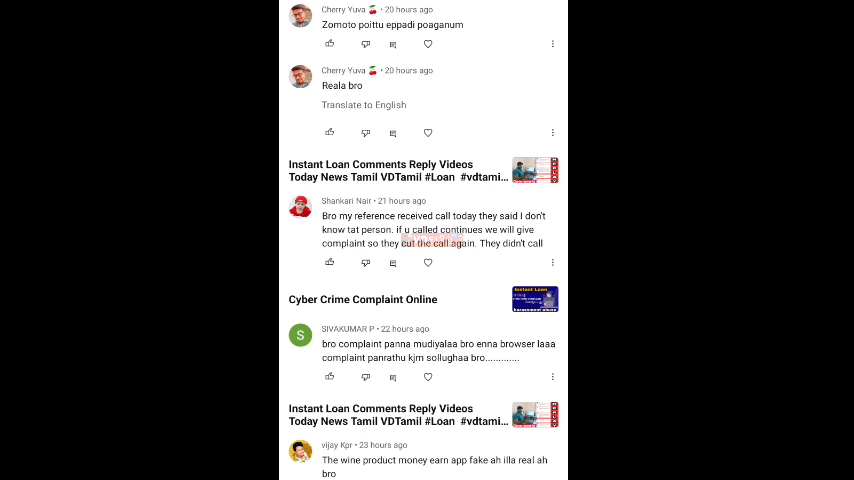 Cherry Yuva 🍒 • 20 hours ago
Zomoto poittu eppadi poaganum
Cherry Yuva 🍒 • 20 hours ago
Reala bro
Translate to English
Instant Loan Comments Reply Videos
Today News Tamil VDTamil #Loan #vdtami...
Shankari Nair • 21 hours ago
Bro my reference received call today they said I don't
know tat person. if u called continues we will give
complaint so they cut the call again. They didn't call
Cyber Crime Complaint Online
Instant Loan
harassment abuse
S
SIVAKUMAR P • 22 hours ago
bro complaint panna mudiyalaa bro enna browser laaa
complaint panrathu kjm sollughaa bro.............
Instant Loan Comments Reply Videos
Today News Tamil VDTamil #Loan #vdtami...
vijay Kpr • 23 hours ago
The wine product money earn app fake ah illa real ah
bro